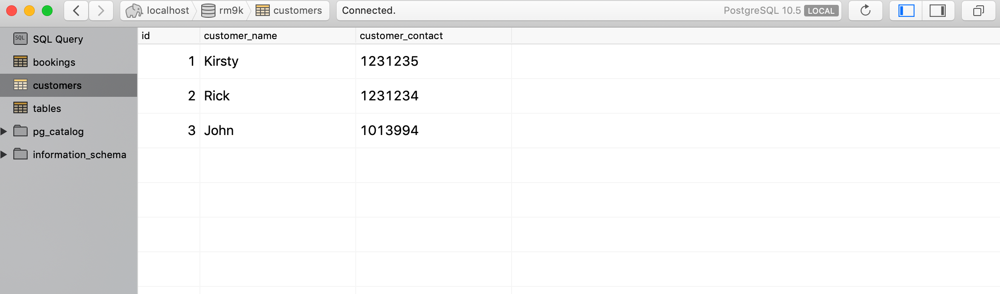 localhost rm9k customers Connected. PostgreSQL 10.5 LOCAL
SQL SQL Query
bookings
customers
tables
pg_catalog
information_schema
id customer_name customer_contact
1 Kirsty 1231235
2 Rick 1231234
3 John 1013994